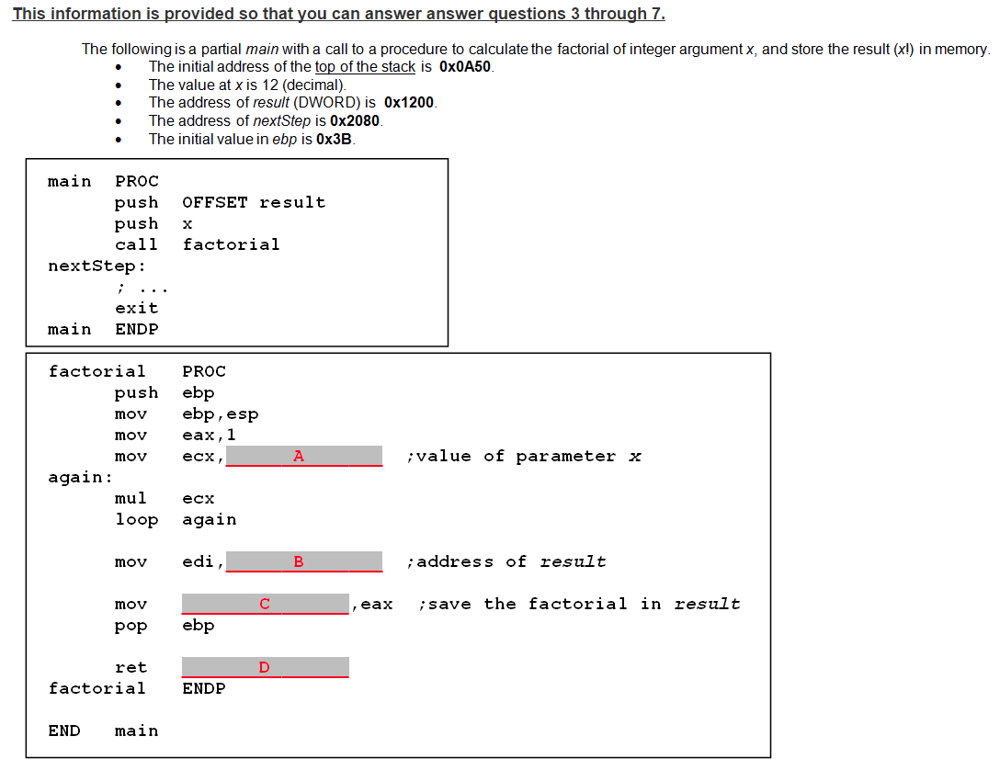 This information is provided so that you can answer answer questions 3 through 7.
The following is a partial main with a call to a procedure to calculate the factorial of integer argument x, and store the result (x!) in memory.
• The initial address of the top of the stack is 0x0A50.
• The value at x is 12 (decimal).
• The address of result (DWORD) is 0x1200.
• The address of nextStep is 0x2080.
• The initial value in ebp is 0x3B.
main PROC
push OFFSET result
push x
call factorial
nextStep:
; ...
exit
main ENDP
factorial PROC
push ebp
mov ebp,esp
mov eax,1
mov ecx, A ;value of parameter x
again:
mul ecx
loop again
mov edi, B ;address of result
mov C ,eax ;save the factorial in result
pop ebp
ret D
factorial ENDP
END main